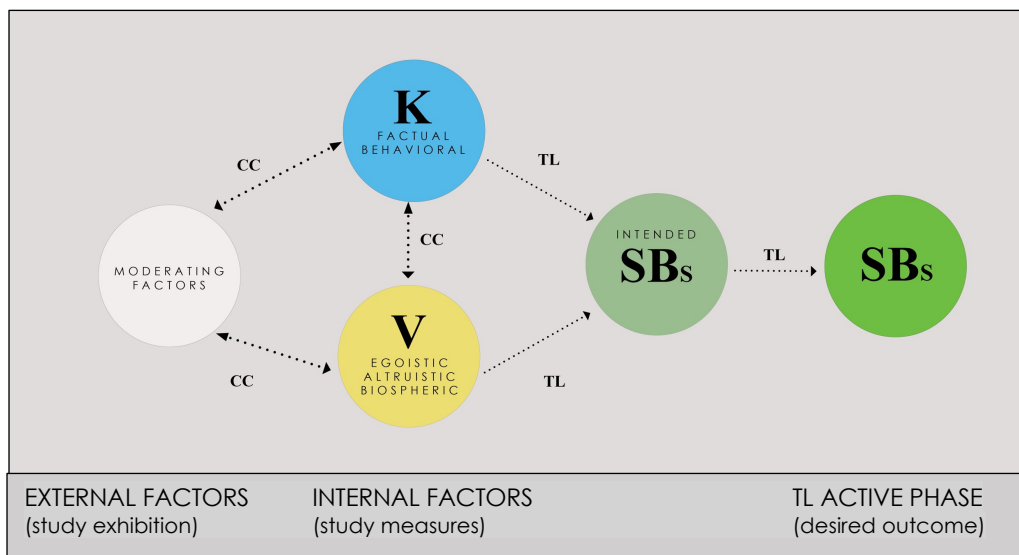 K
FACTUAL
BEHAVIORAL
CC
TL
CC
MODERATING
FACTORS
INTENDED
SBs
TL
SBs
V
EGOISTIC
ALTRUISTIC
BIOSPHERIC
CC
TL
EXTERNAL FACTORS
(study exhibition)
INTERNAL FACTORS
(study measures)
TL ACTIVE PHASE
(desired outcome)